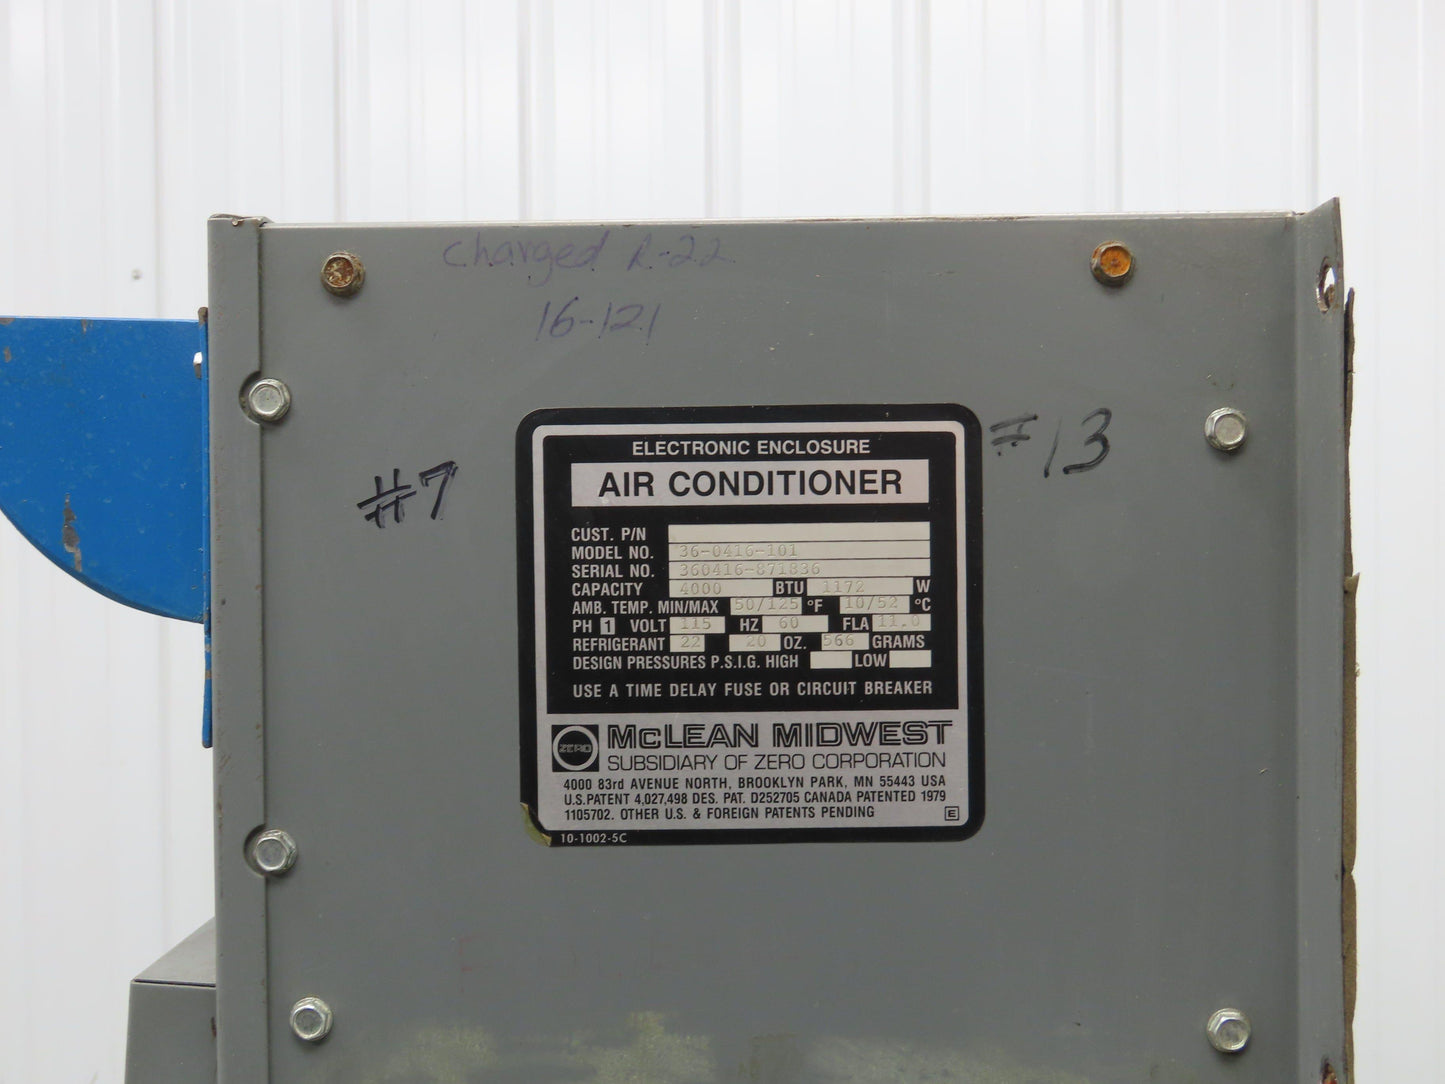 Charged R-22
16-121
#7
#13
ELECTRONIC ENCLOSURE
AIR CONDITIONER
CUST. P/N
MODEL NO. 36-0416-101
SERIAL NO. 360416-871836
CAPACITY 4000 BTU 1172 W
AMB. TEMP. MIN/MAX 50/125 °F 10/52 °C
PH 1 VOLT 115 HZ 60 FLA 11.0
REFRIGERANT 22 20 OZ. 566 GRAMS
DESIGN PRESSURES P.S.I.G. HIGH LOW
USE A TIME DELAY FUSE OR CIRCUIT BREAKER
ZERO McLEAN MIDWEST
SUBSIDIARY OF ZERO CORPORATION
4000 83rd AVENUE NORTH, BROOKLYN PARK, MN 55443 USA
U.S.PATENT 4,027,498 DES. PAT. D252705 CANADA PATENTED 1979
1105702. OTHER U.S. & FOREIGN PATENTS PENDING E
10-1002-5C